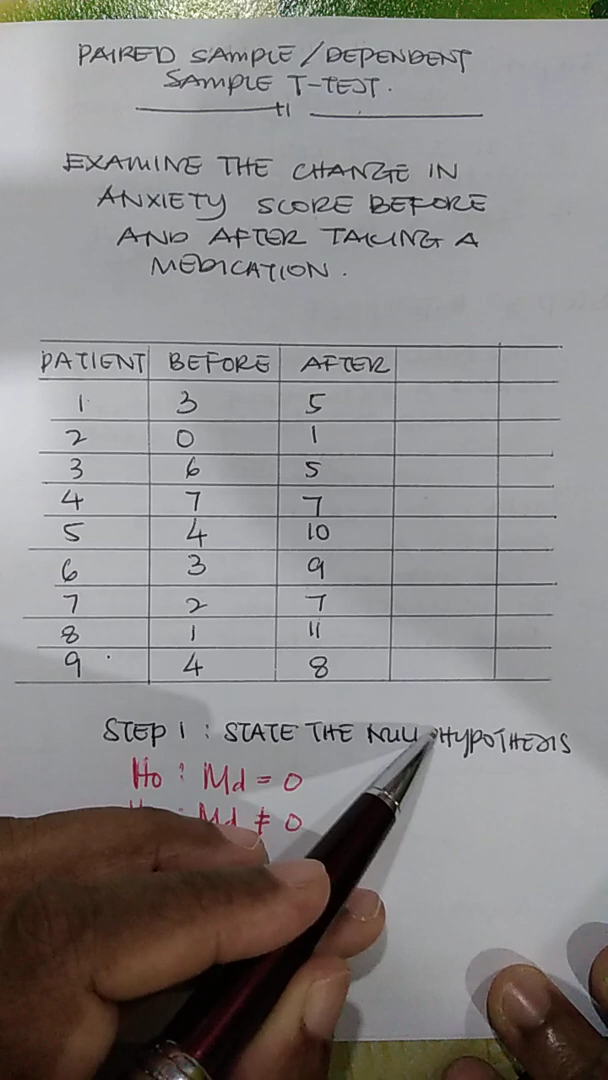 PAIRED SAMPLE / DEPENDENT
SAMPLE T-TEST.
EXAMINE THE CHANGE IN
ANXIETY SCORE BEFORE
AND AFTER TAKING A
MEDICATION.
PATIENT BEFORE AFTER
1 3 5
2 0 1
3 6 5
4 7 7
5 4 10
6 3 9
7 2 7
8 1 11
9 4 8
STEP 1 : STATE THE NULL HYPOTHESIS
Ho : Md = 0
Md ≠ 0